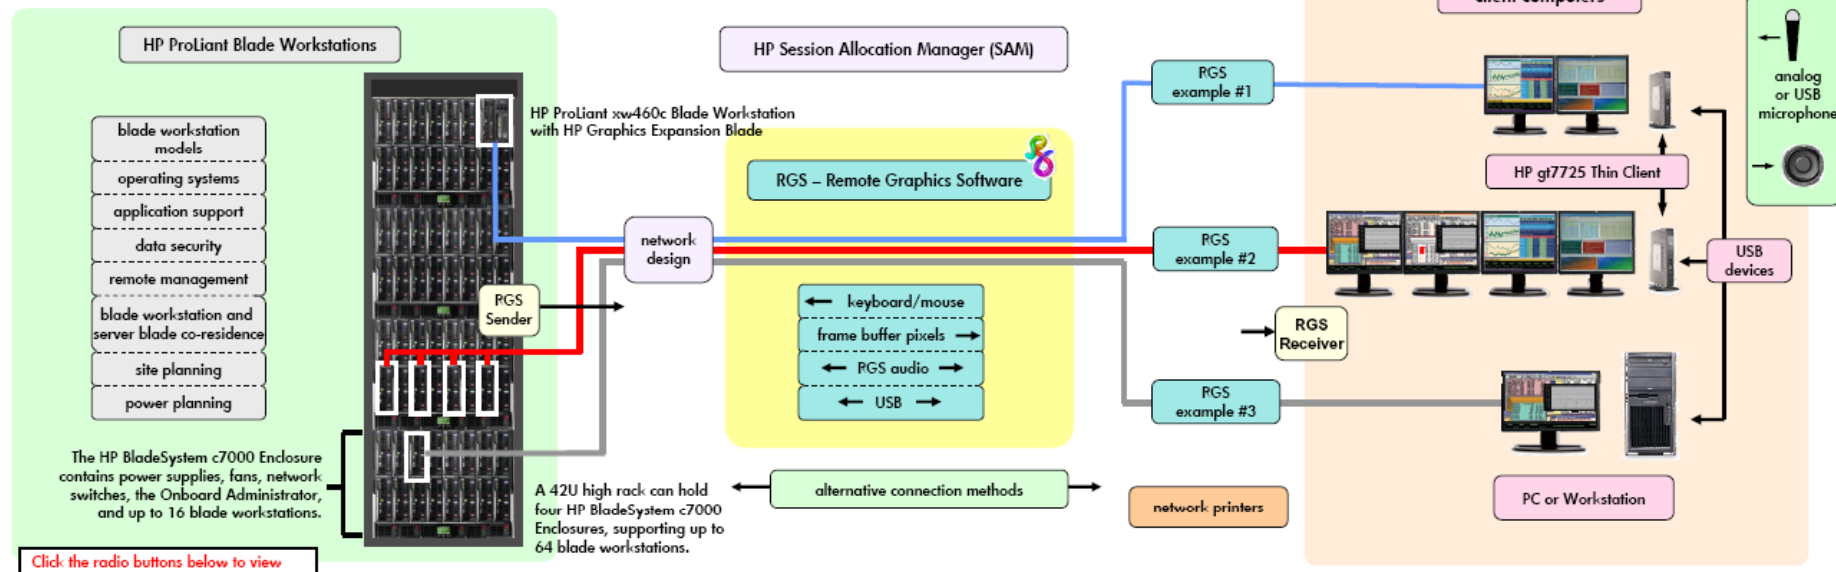 client computers
HP ProLiant Blade Workstations
HP Session Allocation Manager (SAM)
HP ProLiant xw460c Blade Workstation
with HP Graphics Expansion Blade
blade workstation
models
operating systems
application support
data security
remote management
blade workstation and
server blade co-residence
site planning
power planning
The HP BladeSystem c7000 Enclosure
contains power supplies, fans, network
switches, the Onboard Administrator,
and up to 16 blade workstations.
Click the radio buttons below to view
RGS
Sender
A 42U high rack can hold
four HP BladeSystem c7000
Enclosures, supporting up to
64 blade workstations.
network
design
RGS – Remote Graphics Software
keyboard/mouse
frame buffer pixels
RGS audio
USB
alternative connection methods
RGS
example #1
RGS
example #2
RGS
example #3
RGS
Receiver
network printers
HP gt7725 Thin Client
USB
devices
PC or Workstation
analog
or USB
microphone